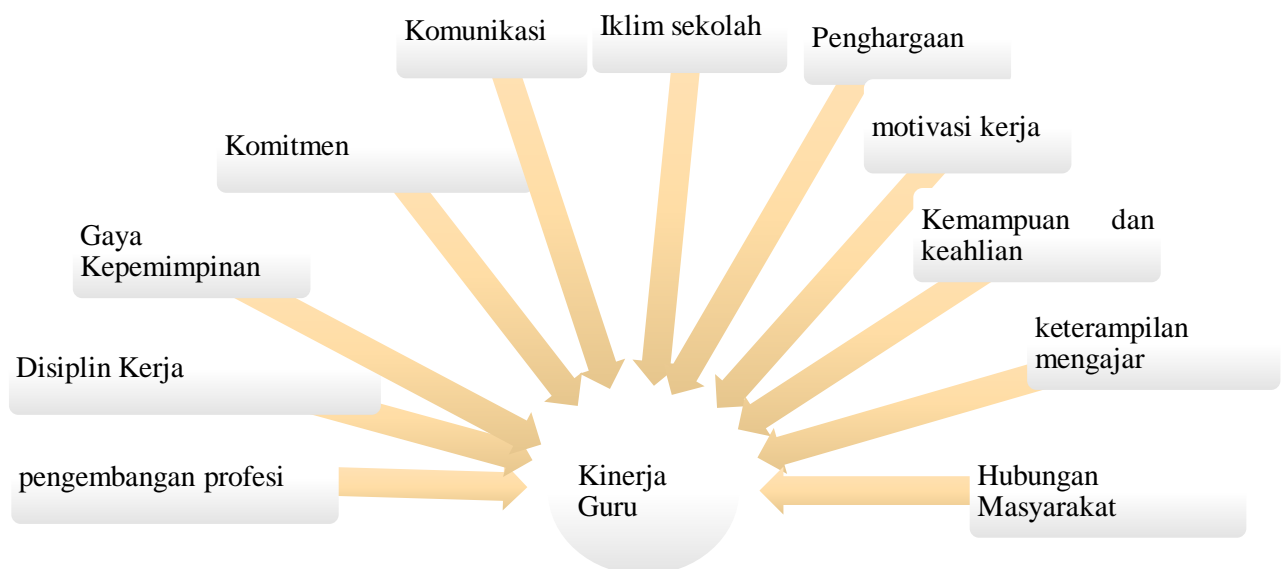 Komunikasi
Iklim sekolah
Penghargaan
Komitmen
motivasi kerja
Gaya
Kepemimpinan
Kemampuan dan
keahlian
Disiplin Kerja
keterampilan
mengajar
pengembangan profesi
Kinerja
Guru
Hubungan
Masyarakat